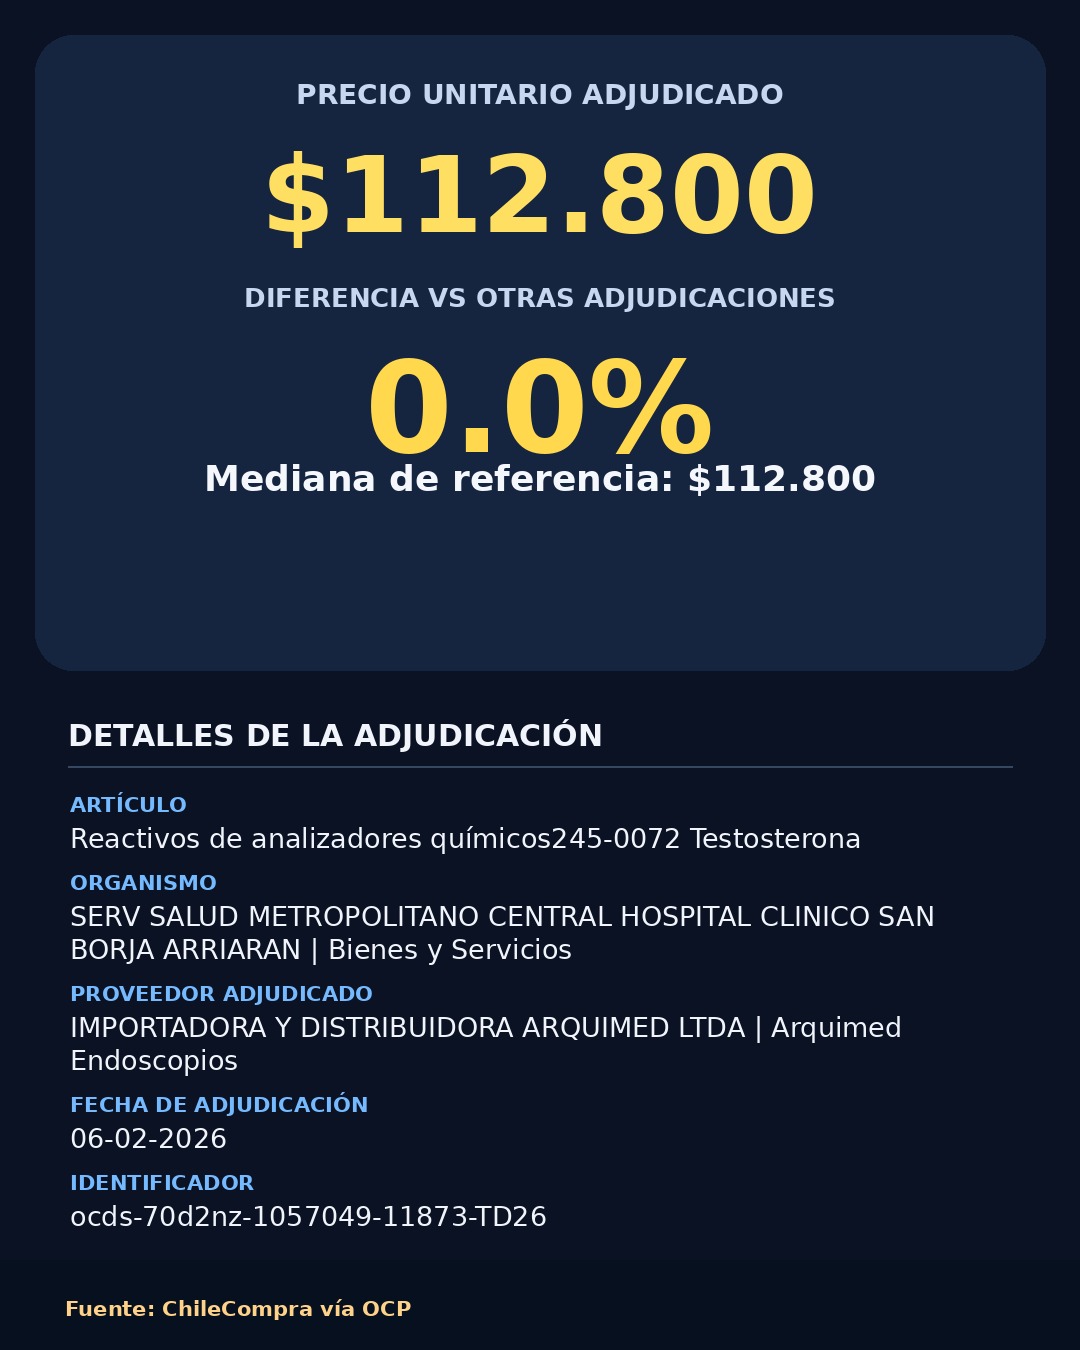 PRECIO UNITARIO ADJUDICADO
$112.800
DIFERENCIA VS OTRAS ADJUDICACIONES
0.0%
Mediana de referencia: $112.800
DETALLES DE LA ADJUDICACIÓN
ARTÍCULO
Reactivos de analizadores químicos245-0072 Testosterona
ORGANISMO
SERV SALUD METROPOLITANO CENTRAL HOSPITAL CLINICO SAN
BORJA ARRIARAN | Bienes y Servicios
PROVEEDOR ADJUDICADO
IMPORTADORA Y DISTRIBUIDORA ARQUIMED LTDA | Arquimed
Endoscopios
FECHA DE ADJUDICACIÓN
06-02-2026
IDENTIFICADOR
ocds-70d2nz-1057049-11873-TD26
Fuente: ChileCompra vía OCP